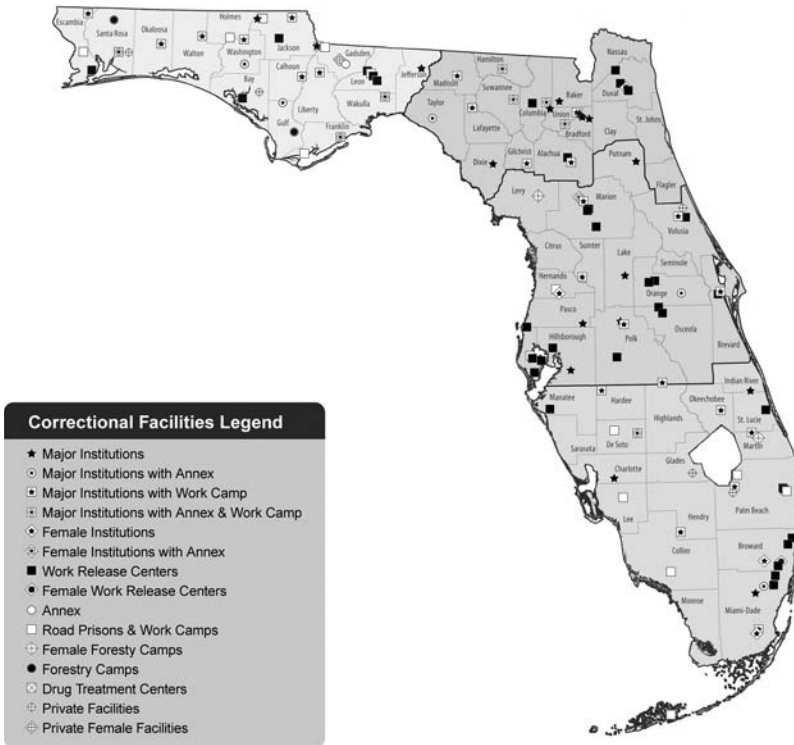 Escambia
Santa Rosa
Okaloosa
Walton
Holmes
Washington
Jackson
Bay
Calhoun
Gulf
Liberty
Gadsden
Leon
Wakulla
Franklin
Jefferson
Madison
Taylor
Hamilton
Suwannee
Lafayette
Dixie
Columbia
Gilchrist
Baker
Union
Bradford
Alachua
Nassau
Duval
Clay
St. Johns
Putnam
Flagler
Levy
Marion
Volusia
Citrus
Sumter
Lake
Hernando
Seminole
Orange
Pasco
Hillsborough
Polk
Osceola
Brevard
Manatee
Hardee
Highlands
Okeechobee
Indian River
St. Lucie
Sarasota
De Soto
Martin
Charlotte
Glades
Lee
Hendry
Palm Beach
Collier
Broward
Monroe
Miami-Dade
Correctional Facilities Legend
Major Institutions
Major Institutions with Annex
Major Institutions with Work Camp
Major Institutions with Annex & Work Camp
Female Institutions
Female Institutions with Annex
Work Release Centers
Female Work Release Centers
Annex
Road Prisons & Work Camps
Female Foresty Camps
Forestry Camps
Drug Treatment Centers
Private Facilities
Private Female Facilities